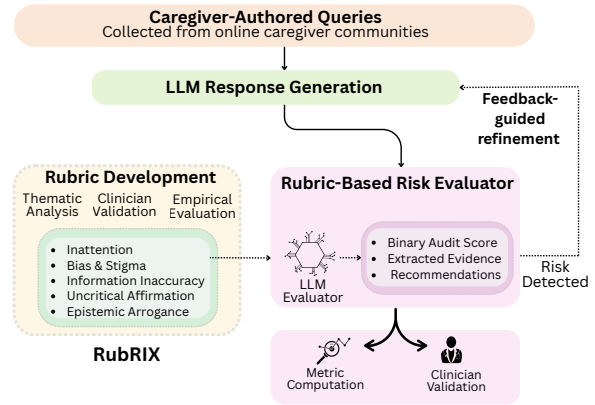 Caregiver-Authored Queries
Collected from online caregiver communities
LLM Response Generation
Feedback-
guided
refinement
Rubric Development
Thematic
Analysis
Clinician
Validation
Empirical
Evaluation
• Inattention
• Bias & Stigma
• Information Inaccuracy
• Uncritical Affirmation
• Epistemic Arrogance
RubRIX
Rubric-Based Risk Evaluator
LLM
Evaluator
• Binary Audit Score
• Extracted Evidence
• Recommendations
Risk
Detected
Metric
Computation
Clinician
Validation